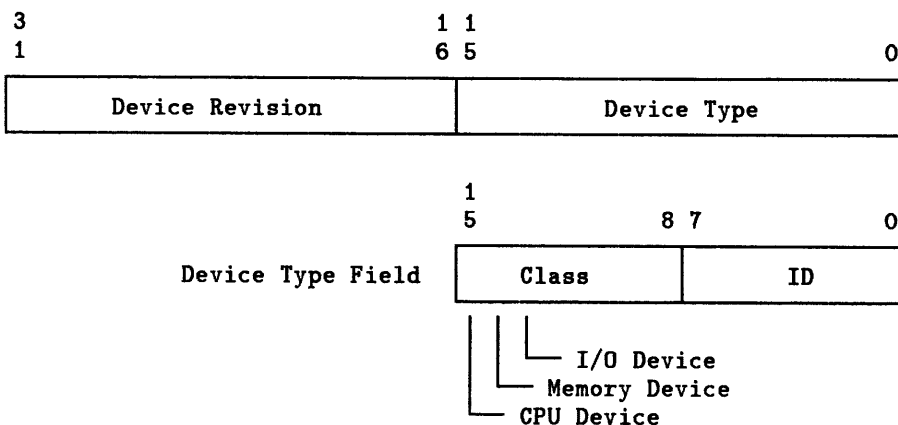 3 1 1
1 6 5 0
Device Revision Device Type
1
5 8 7 0
Device Type Field Class ID
I/O Device
Memory Device
CPU Device